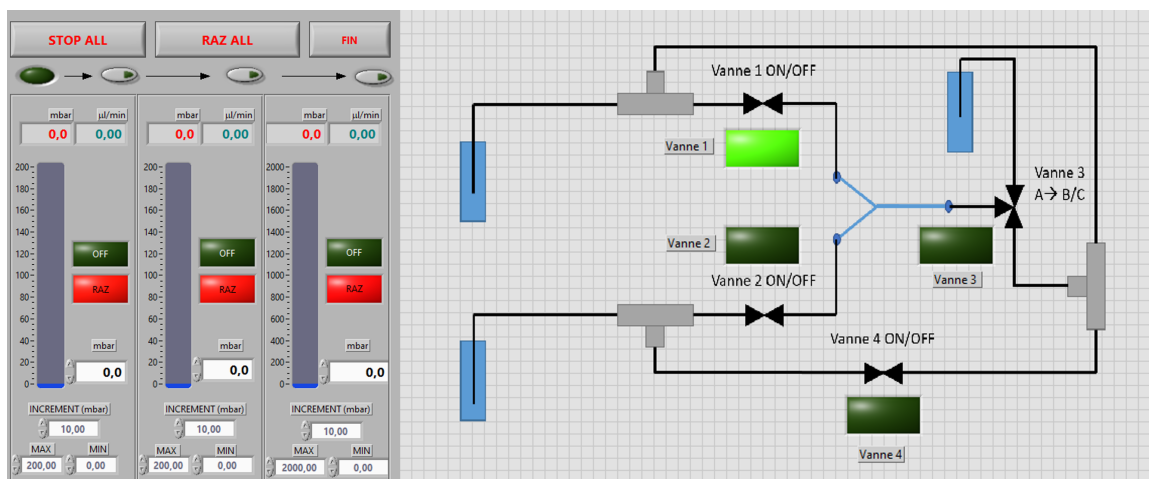 STOP ALL RAZ ALL FIN
mbar µl/min mbar µl/min mbar µl/min
0,0 0,00 0,0 0,00 0,0 0,00
200 200 2000
180 180 1800
160 160 1600
140 140 1400
120 120 1200
100 100 1000
80 80 800
60 60 600
40 40 400
20 20 200
0 0 0
OFF OFF OFF
RAZ RAZ RAZ
mbar mbar mbar
0,0 0,0 0,0
INCREMENT (mbar) INCREMENT (mbar) INCREMENT (mbar)
10,00 10,00 10,00
MAX MIN MAX MIN MAX MIN
200,00 0,00 200,00 0,00 2000,00 0,00
Vanne 1 ON/OFF
Vanne 1
Vanne 3
A→ B/C
Vanne 2
Vanne 3
Vanne 2 ON/OFF
Vanne 4 ON/OFF
Vanne 4